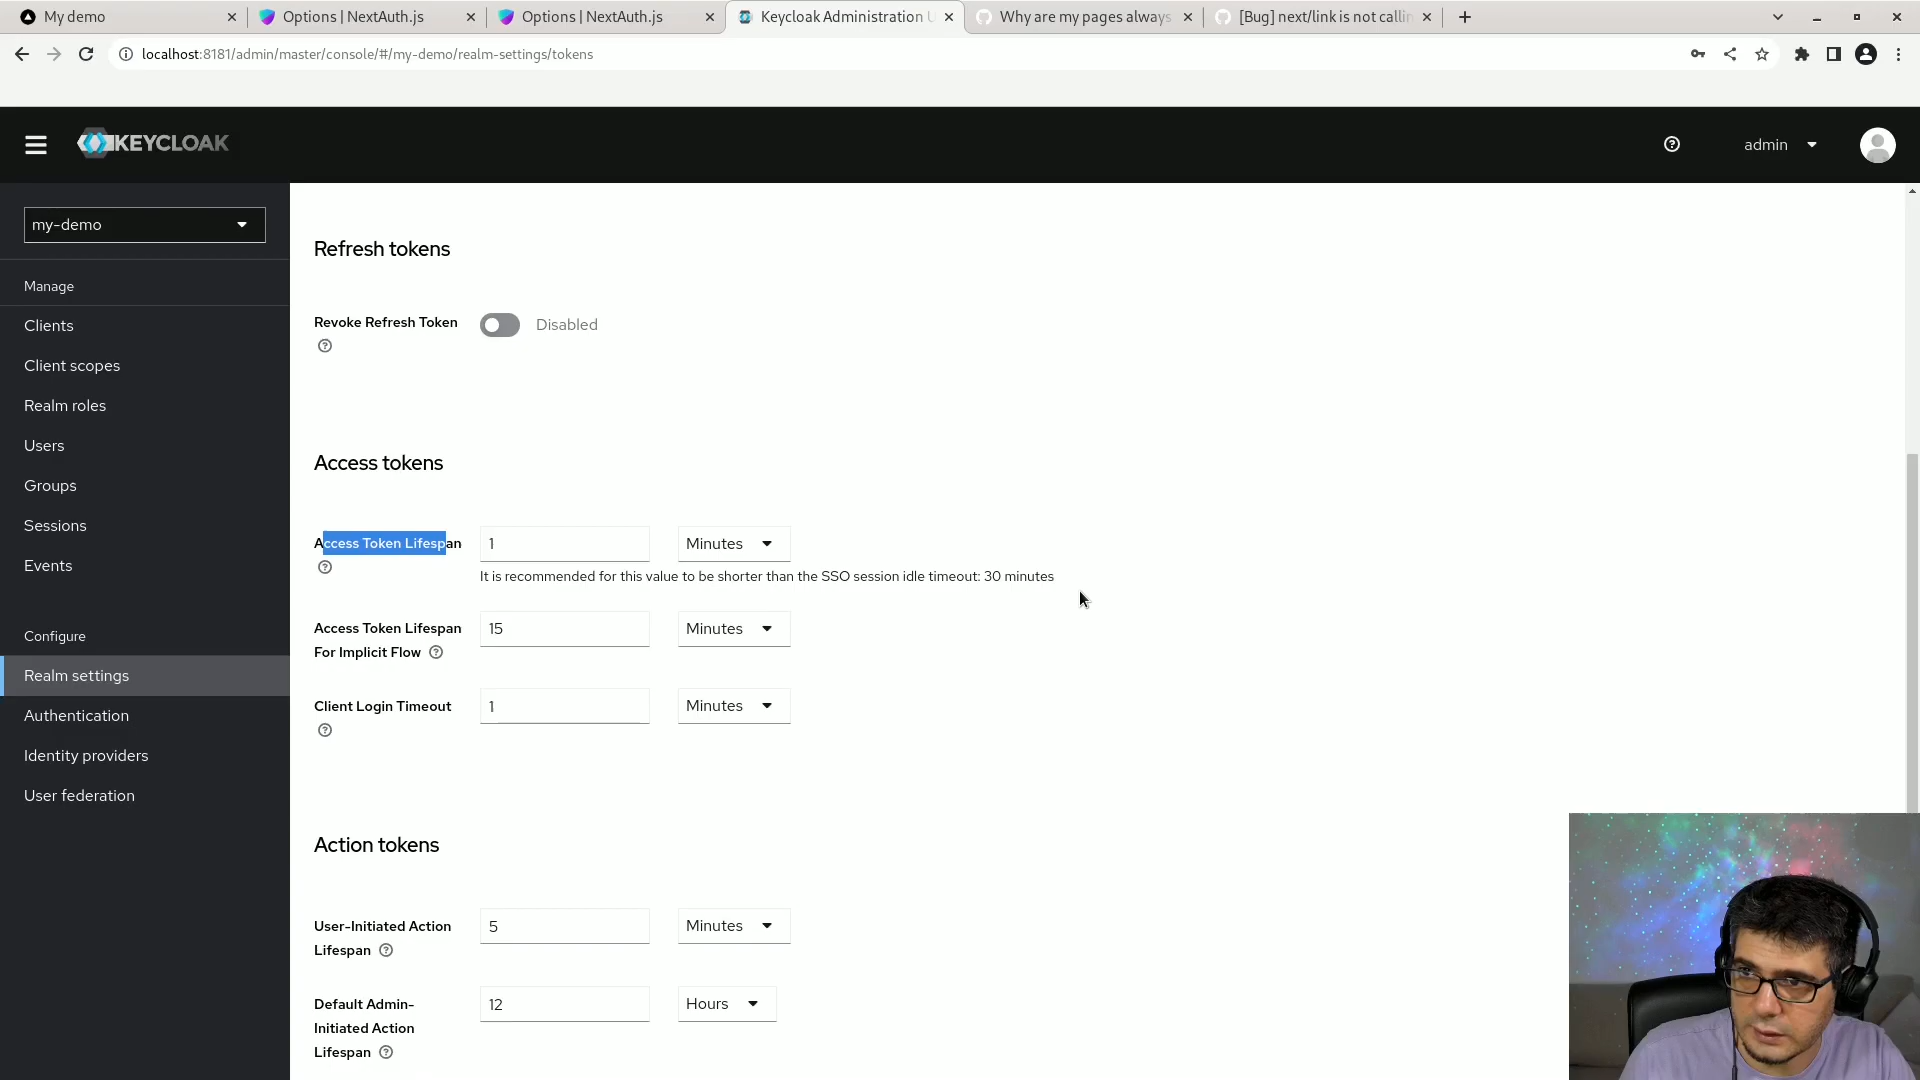 My demo
Options | NextAuth.js
Options | NextAuth.js
Keycloak Administration U
Why are my pages always
[Bug] next/link is not callin
localhost:8181/admin/master/console/#/my-demo/realm-settings/tokens
KEYCLOAK
admin
my-demo
Manage
Clients
Client scopes
Realm roles
Users
Groups
Sessions
Events
Configure
Realm settings
Authentication
Identity providers
User federation
Refresh tokens
Revoke Refresh Token
Disabled
Access tokens
Access Token Lifespan
1
Minutes
It is recommended for this value to be shorter than the SSO session idle timeout: 30 minutes
Access Token Lifespan
For Implicit Flow
15
Minutes
Client Login Timeout
1
Minutes
Action tokens
User-Initiated Action
Lifespan
5
Minutes
Default Admin-
Initiated Action
Lifespan
12
Hours